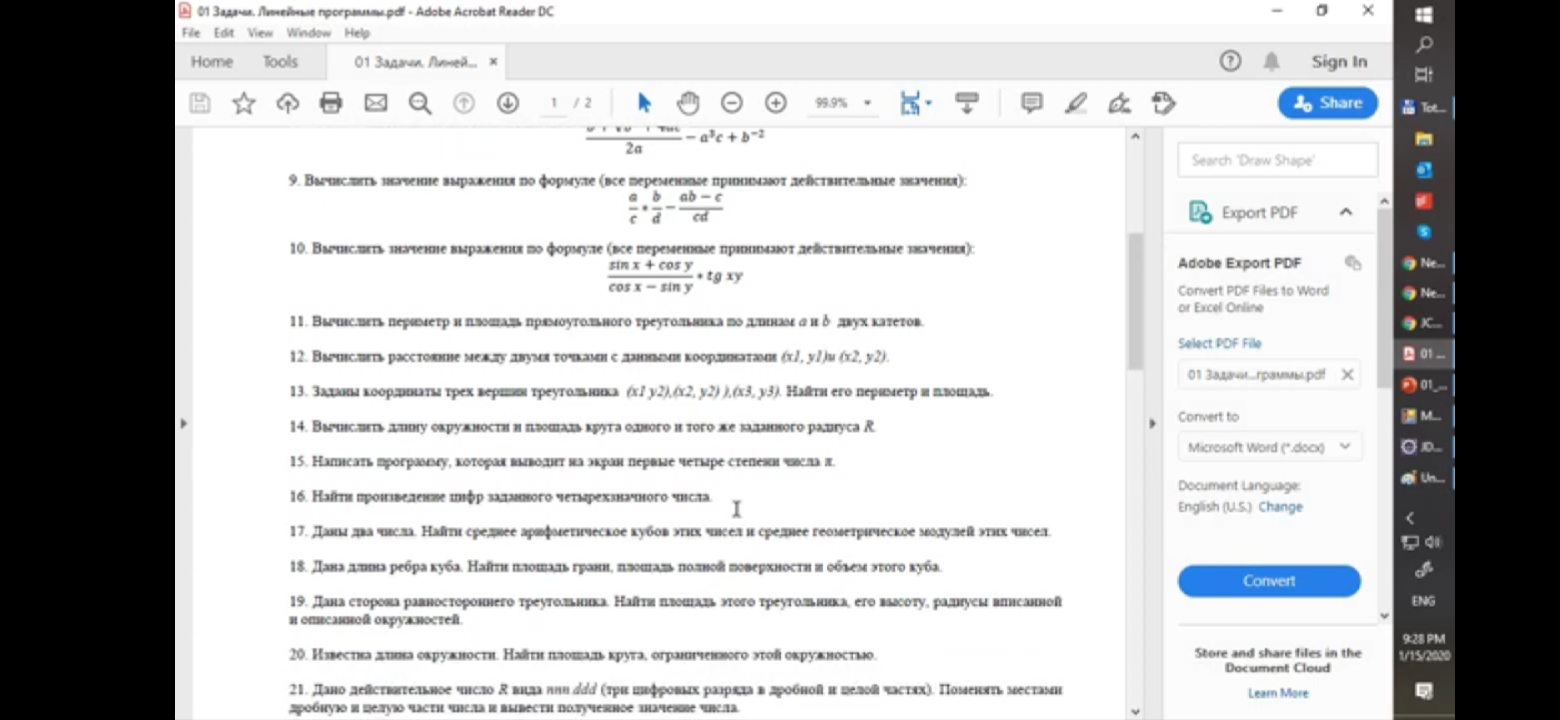 01 Задачи. Линейные программы.pdf - Adobe Acrobat Reader DC
File Edit View Window Help
Home Tools 01 Задачи. Линей... Sign In
1 / 2 99.9% Share
2a − a³c + b⁻²
9. Вычислить значение выражения по формуле (все переменные принимают действительные значения):
a b ab − c
c * d − cd
10. Вычислить значение выражения по формуле (все переменные принимают действительные значения):
sin x + cos y
cos x − sin y * tg xy
11. Вычислить периметр и площадь прямоугольного треугольника по длинам a и b двух катетов.
12. Вычислить расстояние между двумя точками с данными координатами (x1, y1)и (x2, y2).
13. Заданы координаты трех вершин треугольника (x1 y2),(x2, y2) ),(x3, y3). Найти его периметр и площадь.
14. Вычислить длину окружности и площадь круга одного и того же заданного радиуса R.
15. Написать программу, которая выводит на экран первые четыре степени числа π.
16. Найти произведение цифр заданного четырехзначного числа.
17. Даны два числа. Найти среднее арифметическое кубов этих чисел и среднее геометрическое модулей этих чисел.
18. Дана длина ребра куба. Найти площадь грани, площадь полной поверхности и объем этого куба.
19. Дана сторона равностороннего треугольника. Найти площадь этого треугольника, его высоту, радиусы вписанной
и описанной окружностей.
20. Известна длина окружности. Найти площадь круга, ограниченного этой окружностью.
21. Дано действительное число R вида nnn.ddd (три цифровых разряда в дробной и целой частях). Поменять местами
дробную и целую части числа и вывести полученное значение числа.
Search 'Draw Shape'
Export PDF
Adobe Export PDF
Convert PDF Files to Word
or Excel Online
Select PDF File
01 Задачи...граммы.pdf
Convert to
Microsoft Word (*.docx)
Document Language:
English (U.S.) Change
Convert
Store and share files in the
Document Cloud
Learn More
Tot...
Ne...
Ne...
JC...
01 ...
01_...
M...
JD...
Un...
ENG
9:28 PM
1/15/2020